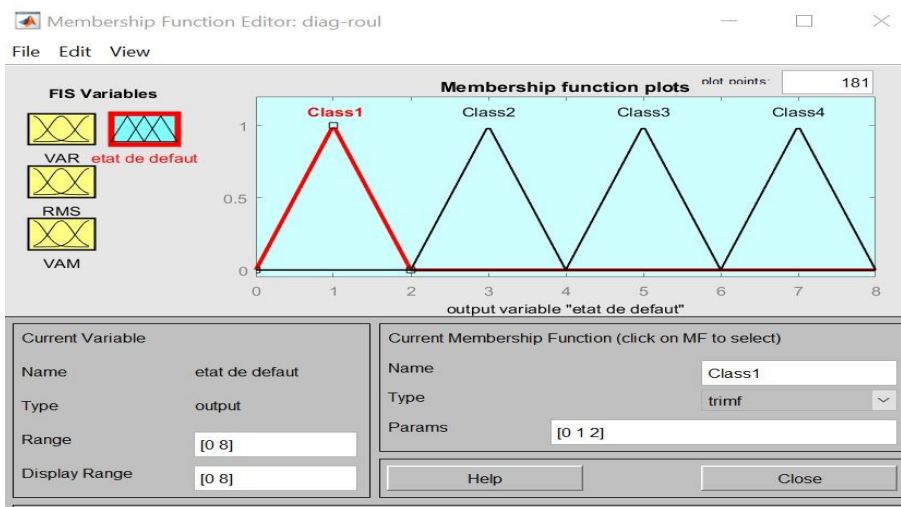 Membership Function Editor: diag-roul
File Edit View
FIS Variables
VAR
etat de defaut
RMS
VAM
Membership function plots
plot points:
181
Class1 Class2 Class3 Class4
1
0.5
0
0 1 2 3 4 5 6 7 8
output variable "etat de defaut"
Current Variable
Name etat de defaut
Type output
Range [0 8]
Display Range [0 8]
Current Membership Function (click on MF to select)
Name Class1
Type trimf
Params [0 1 2]
Help Close